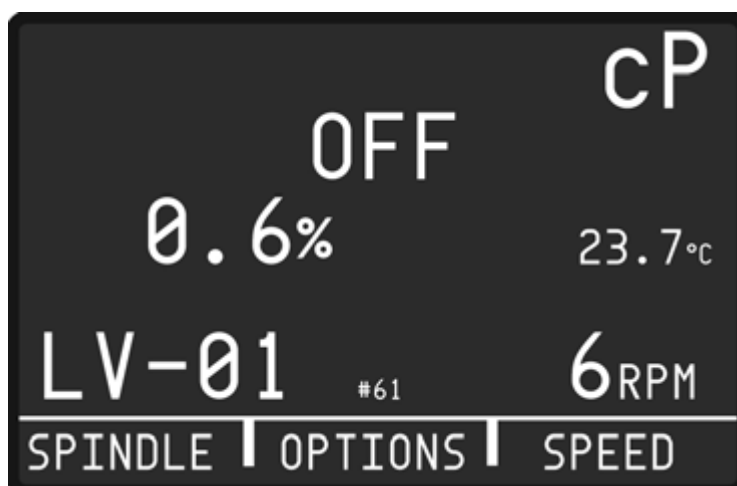 cP
OFF
0.6% 23.7°C
LV-01 #61 6RPM
SPINDLE OPTIONS SPEED